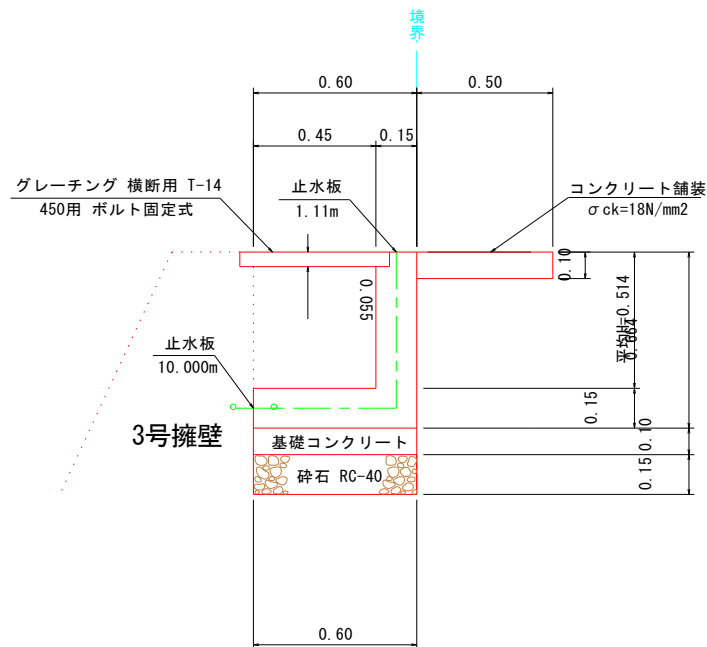 境界
0.60
0.50
0.45
0.15
グレーチング 横断用 T-14
450用 ボルト固定式
止水板
1.11m
コンクリート舗装
σck=18N/mm2
0.10
0.055
平均H=0.514
0.664
止水板
10.000m
0.15
3号擁壁
基礎コンクリート
0.10
砕石 RC-40
0.15
0.60